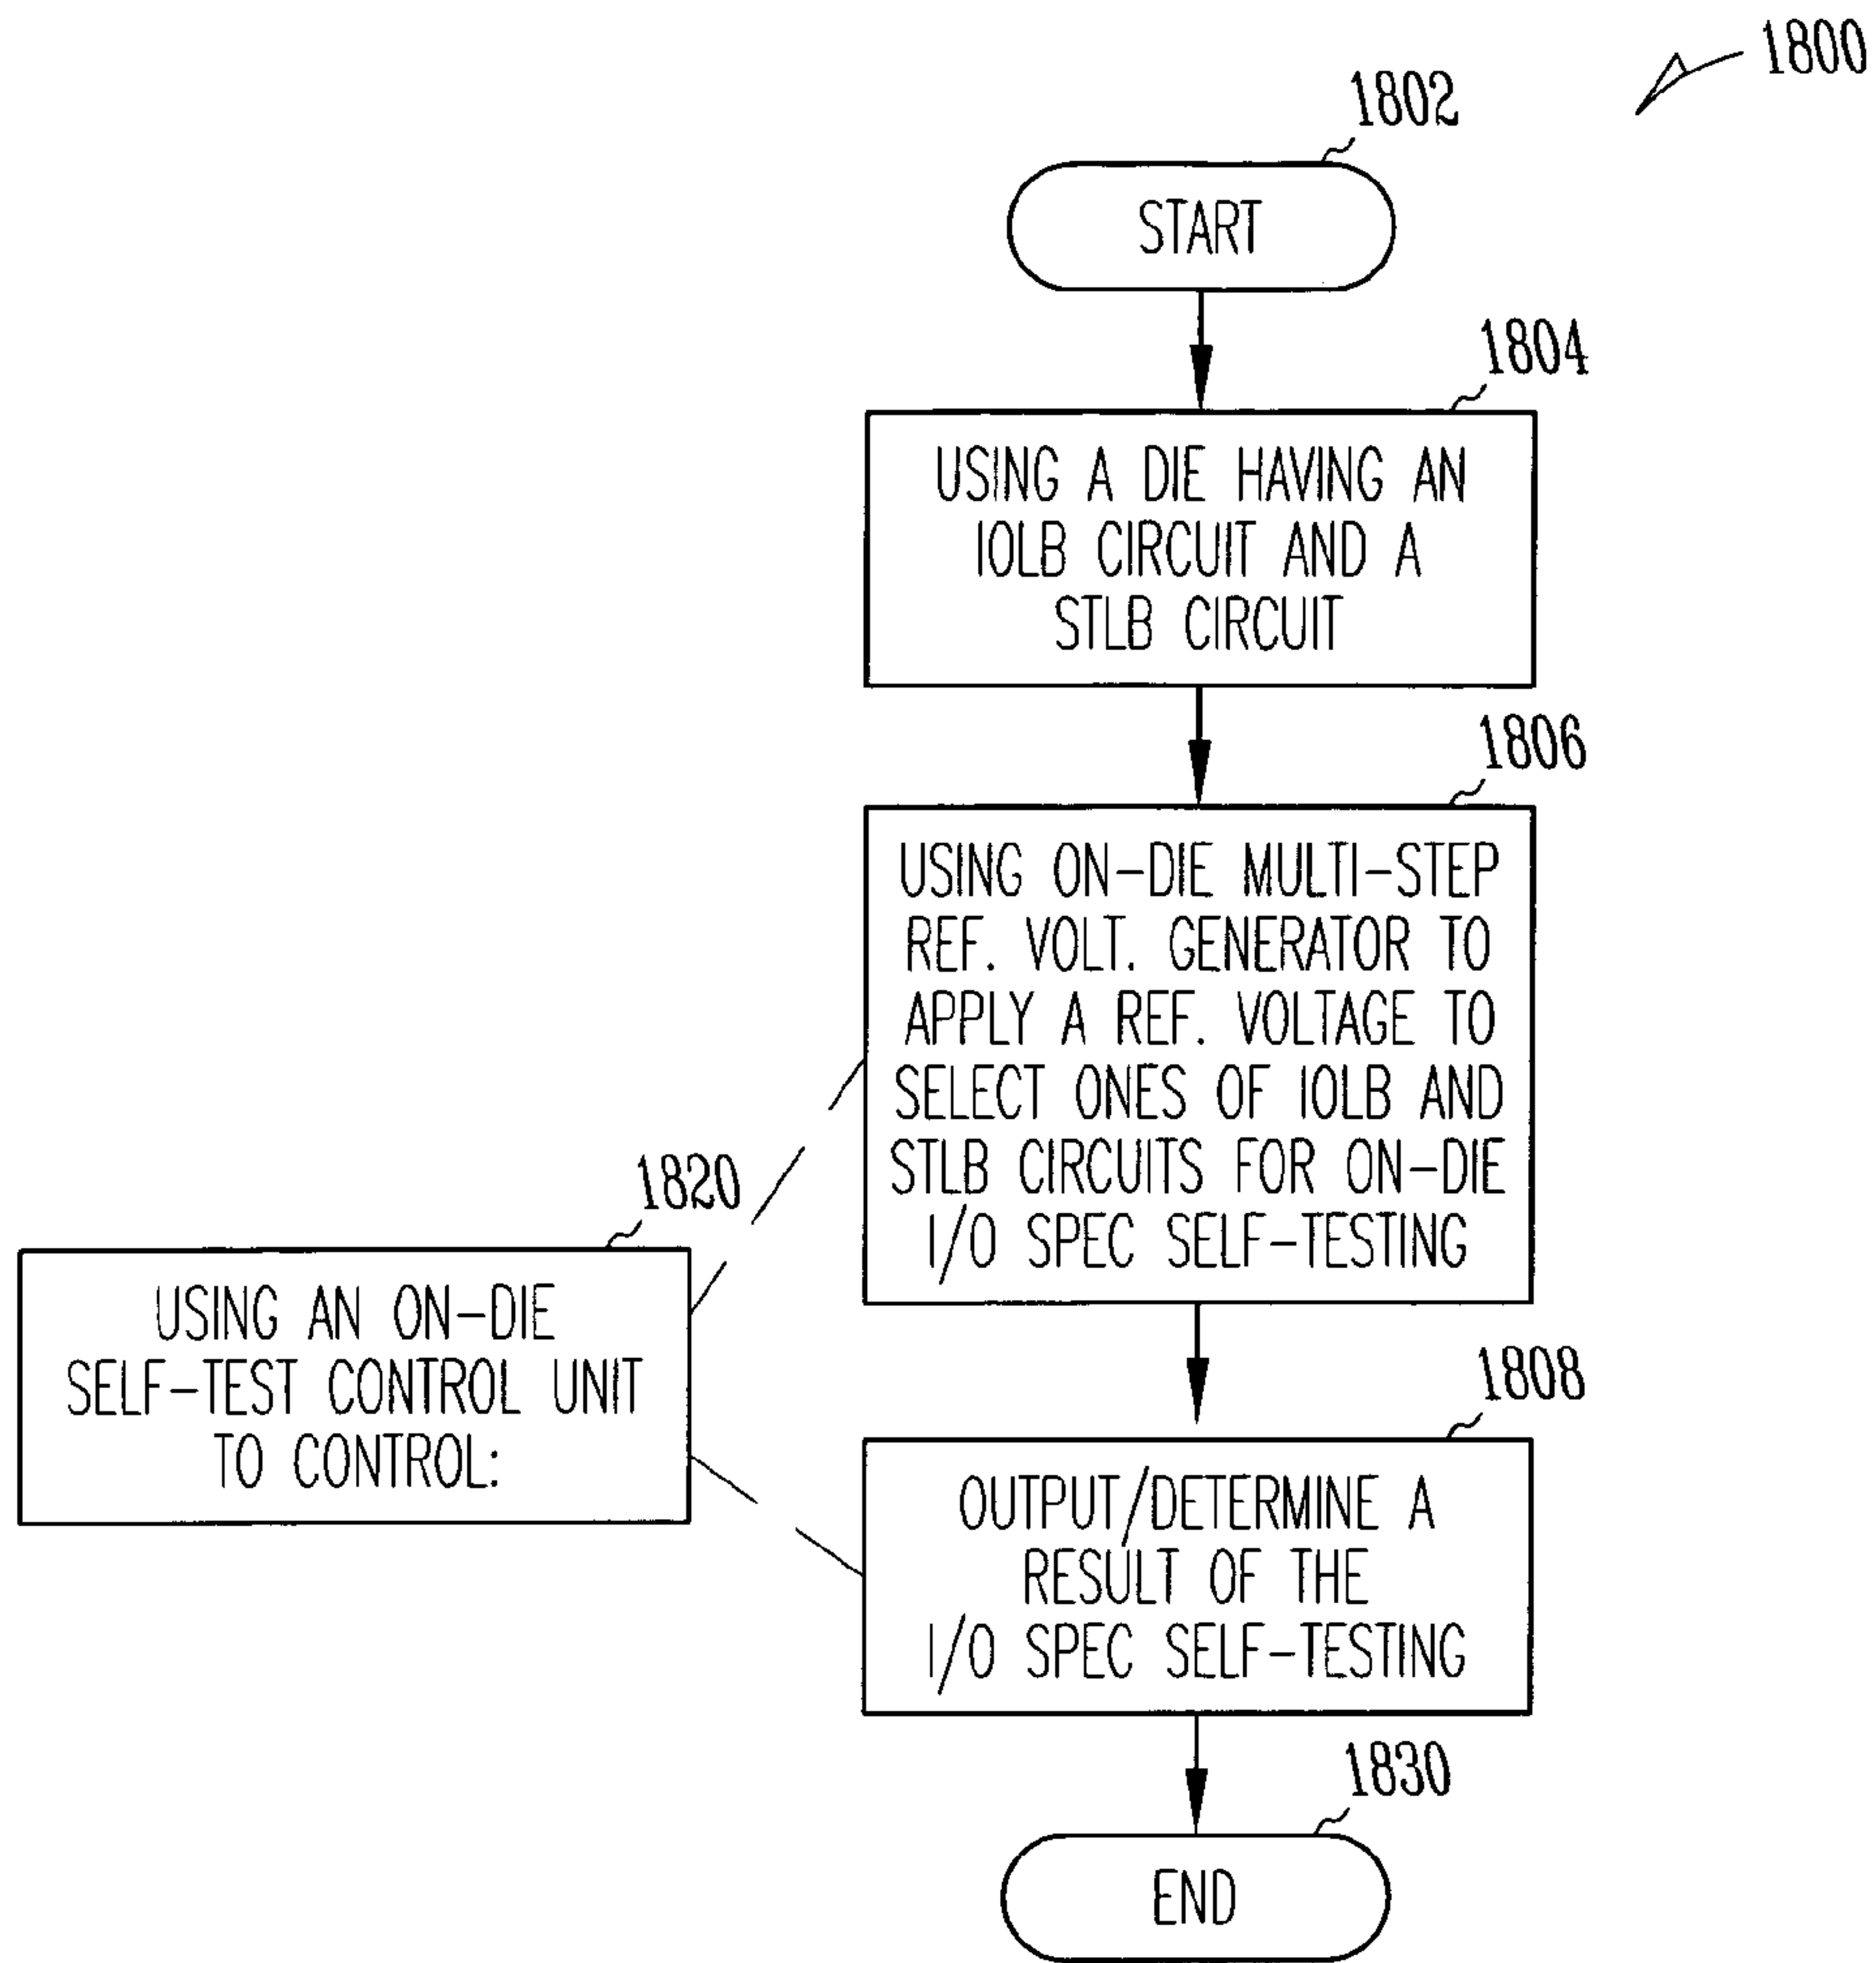 1800
1802
START
1804
USING A DIE HAVING AN
IOLB CIRCUIT AND A
STLB CIRCUIT
1806
USING ON-DIE MULTI-STEP
REF. VOLT. GENERATOR TO
APPLY A REF. VOLTAGE TO
SELECT ONES OF IOLB AND
STLB CIRCUITS FOR ON-DIE
I/O SPEC SELF-TESTING
1820
USING AN ON-DIE
SELF-TEST CONTROL UNIT
TO CONTROL:
1808
OUTPUT/DETERMINE A
RESULT OF THE
I/O SPEC SELF-TESTING
1830
END